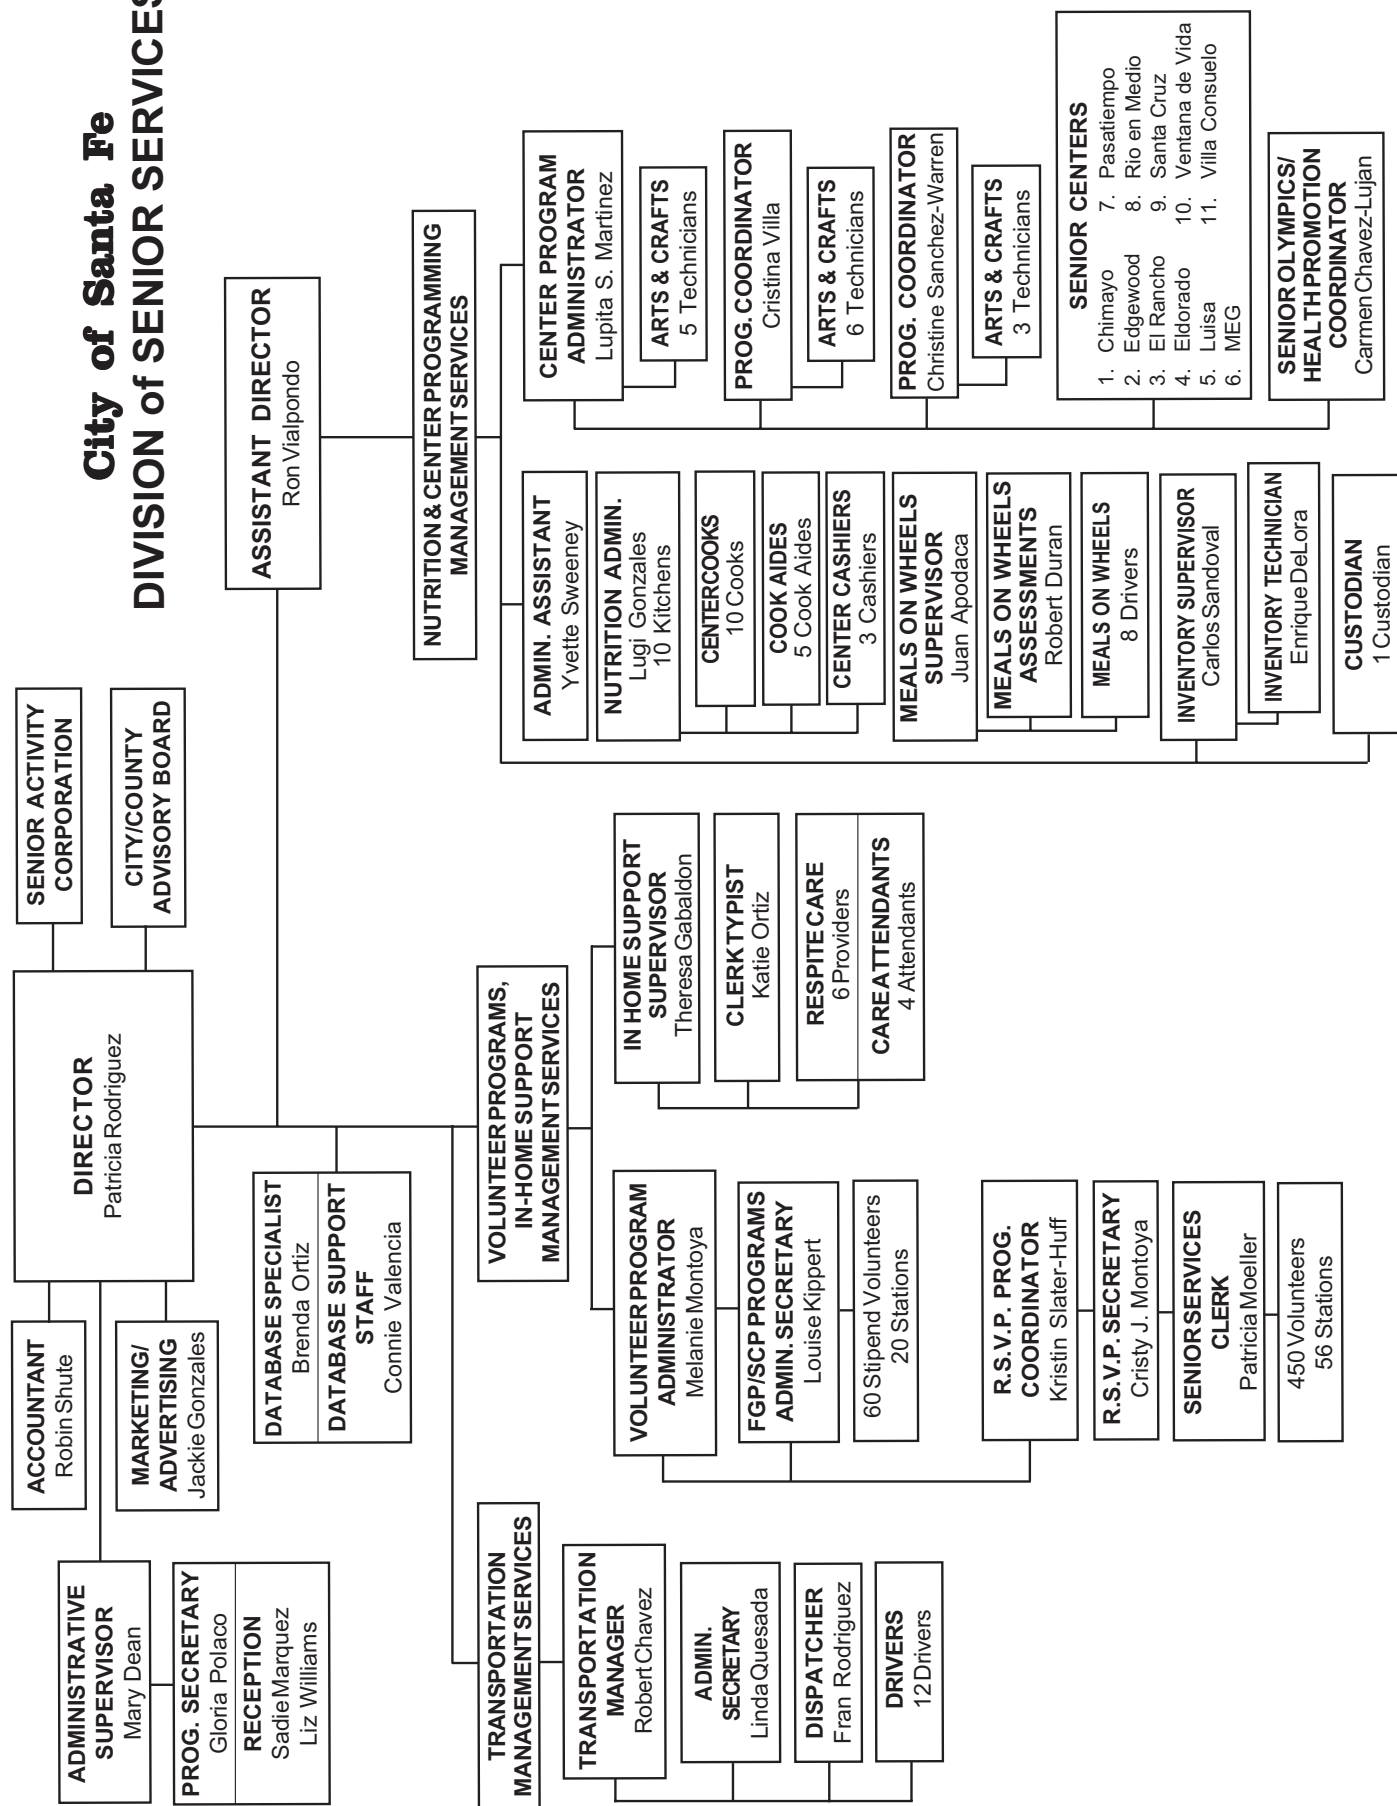 City of Santa Fe
DIVISION of SENIOR SERVICES
DIRECTOR
Patricia Rodriguez
SENIOR ACTIVITY
CORPORATION
CITY/COUNTY
ADVISORY BOARD
ACCOUNTANT
Robin Shute
MARKETING/
ADVERTISING
Jackie Gonzales
ADMINISTRATIVE
SUPERVISOR
Mary Dean
PROG. SECRETARY
Gloria Polaco
RECEPTION
Sadie Marquez
Liz Williams
DATABASE SPECIALIST
Brenda Ortiz
DATABASE SUPPORT
STAFF
Connie Valencia
ASSISTANT DIRECTOR
Ron Vialpondo
TRANSPORTATION
MANAGEMENT SERVICES
TRANSPORTATION
MANAGER
Robert Chavez
ADMIN.
SECRETARY
Linda Quesada
DISPATCHER
Fran Rodriguez
DRIVERS
12 Drivers
VOLUNTEER PROGRAMS,
IN-HOME SUPPORT
MANAGEMENT SERVICES
VOLUNTEER PROGRAM
ADMINISTRATOR
Melanie Montoya
FGP/SCP PROGRAMS
ADMIN. SECRETARY
Louise Kippert
60 Stipend Volunteers
20 Stations
R.S.V.P. PROG.
COORDINATOR
Kristin Slater-Huff
R.S.V.P. SECRETARY
Cristy J. Montoya
SENIOR SERVICES
CLERK
Patricia Moeller
450 Volunteers
56 Stations
IN HOME SUPPORT
SUPERVISOR
Theresa Gabaldon
CLERK TYPIST
Katie Ortiz
RESPITE CARE
6 Providers
CARE ATTENDANTS
4 Attendants
NUTRITION & CENTER PROGRAMMING
MANAGEMENT SERVICES
ADMIN. ASSISTANT
Yvette Sweeney
NUTRITION ADMIN.
Lugi Gonzales
10 Kitchens
CENTER COOKS
10 Cooks
COOK AIDES
5 Cook Aides
CENTER CASHIERS
3 Cashiers
MEALS ON WHEELS
SUPERVISOR
Juan Apodaca
MEALS ON WHEELS
ASSESSMENTS
Robert Duran
MEALS ON WHEELS
8 Drivers
INVENTORY SUPERVISOR
Carlos Sandoval
INVENTORY TECHNICIAN
Enrique DeLora
CUSTODIAN
1 Custodian
CENTER PROGRAM
ADMINISTRATOR
Lupita S. Martinez
ARTS & CRAFTS
5 Technicians
PROG. COORDINATOR
Cristina Villa
ARTS & CRAFTS
6 Technicians
PROG. COORDINATOR
Christine Sanchez-Warren
ARTS & CRAFTS
3 Technicians
SENIOR CENTERS
1. Chimayo 7. Pasatiempo
2. Edgewood 8. Rio en Medio
3. El Rancho 9. Santa Cruz
4. Eldorado 10. Ventana de Vida
5. Luisa 11. Villa Consuelo
6. MEG
SENIOR OLYMPICS/
HEALTH PROMOTION
COORDINATOR
Carmen Chavez-Lujan